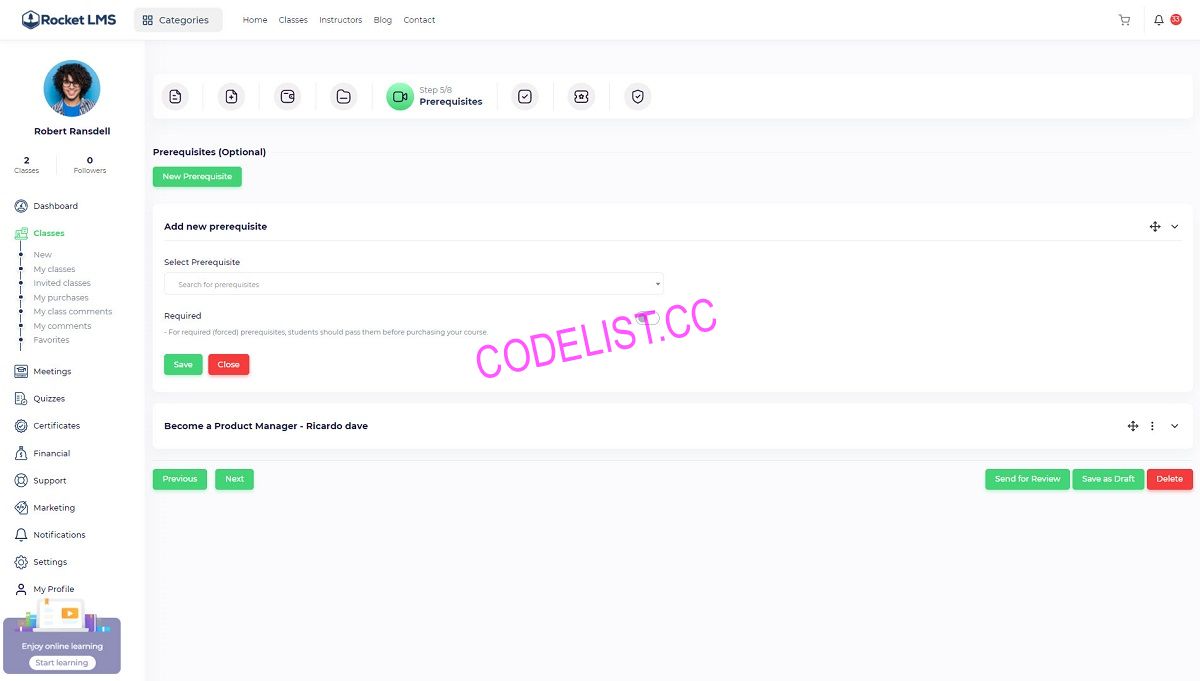 Rocket LMS
Categories
Home
Classes
Instructors
Blog
Contact
33
Robert Ransdell
2
Classes
0
Followers
Dashboard
Classes
New
My classes
Invited classes
My purchases
My class comments
My comments
Favorites
Meetings
Quizzes
Certificates
Financial
Support
Marketing
Notifications
Settings
My Profile
Enjoy online learning
Start learning
Step 5/8
Prerequisites
Prerequisites (Optional)
New Prerequisite
Add new prerequisite
Select Prerequisite
Search for prerequisites
Required
- For required (forced) prerequisites, students should pass them before purchasing your course.
Save
Close
CODELIST.CC
Become a Product Manager - Ricardo dave
Previous
Next
Send for Review
Save as Draft
Delete